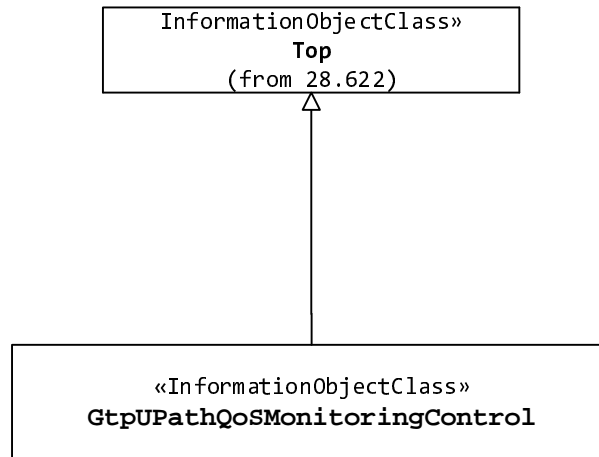 InformationObjectClass»
Top
(from 28.622)
«InformationObjectClass»
GtpUPathQoSMonitoringControl